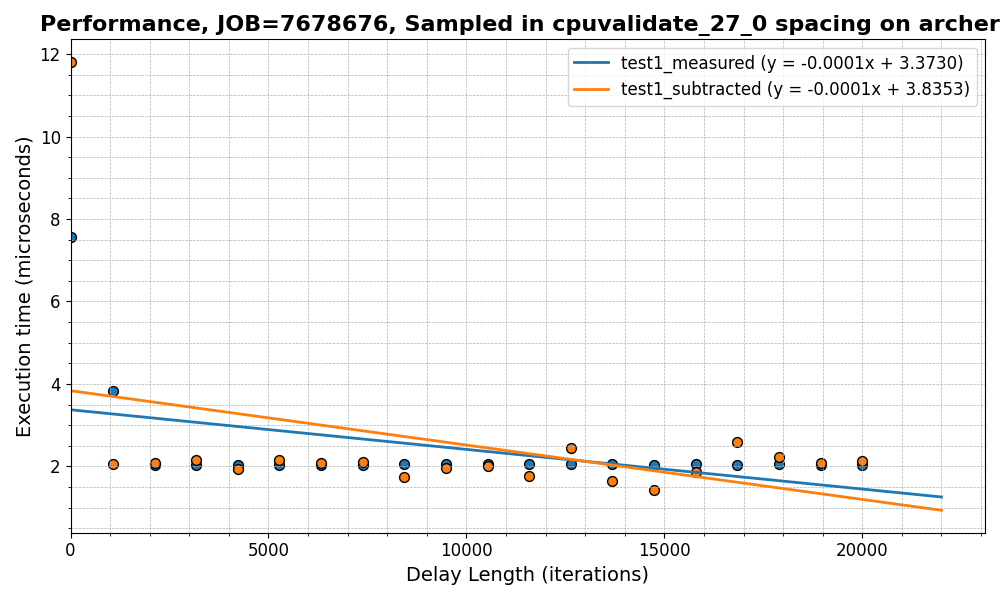 Performance, JOB=7678676, Sampled in cpuvalidate_27_0 spacing on archer
12
10
8
6
4
2
Execution time (microseconds)
test1_measured (y = -0.0001x + 3.3730)
test1_subtracted (y = -0.0001x + 3.8353)
0
5000
10000
15000
20000
Delay Length (iterations)